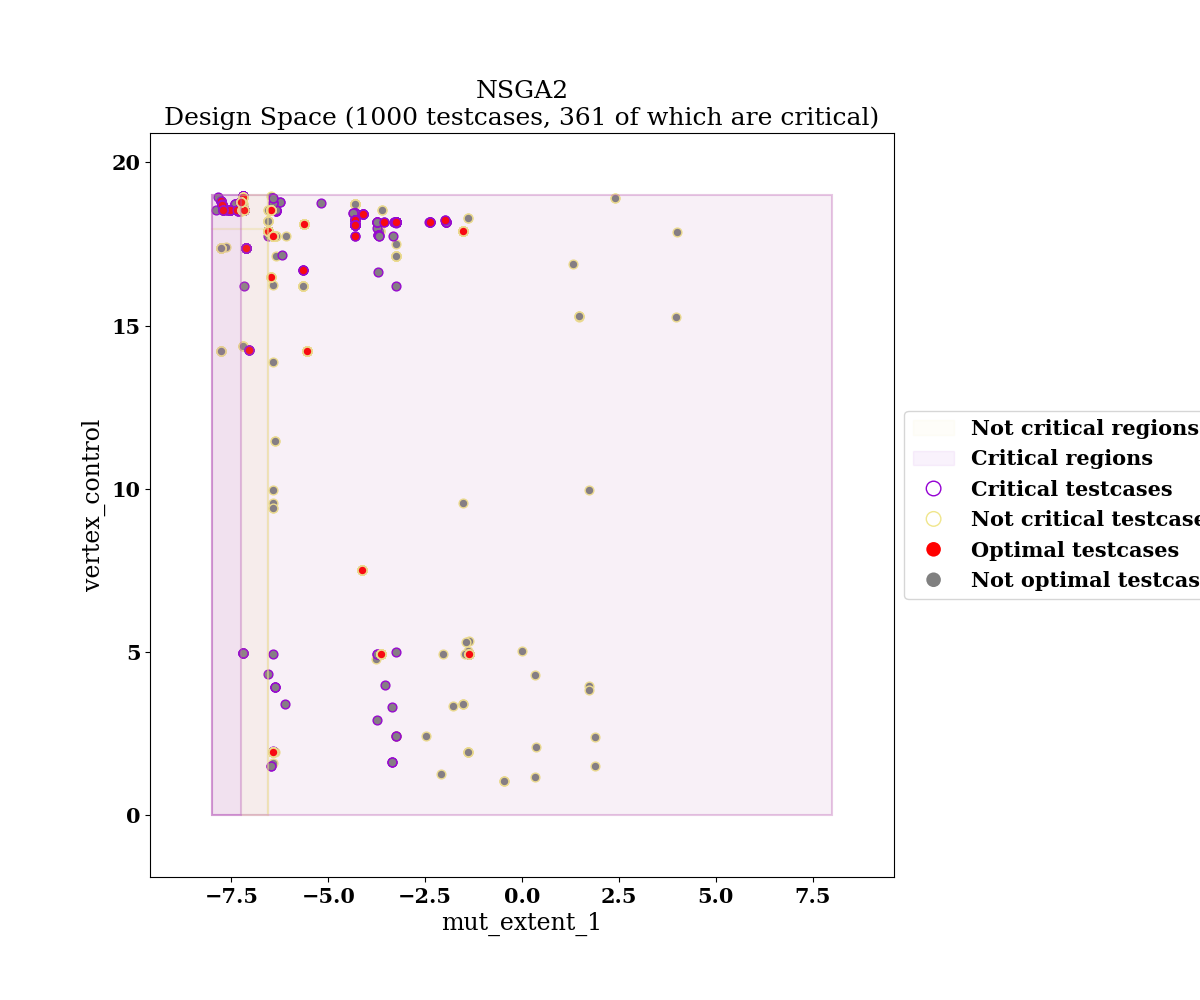 NSGA2
Design Space (1000 testcases, 361 of which are critical)
20
15
10
5
0
vertex_control
−7.5 −5.0 −2.5 0.0 2.5 5.0 7.5
mut_extent_1
Not critical regions
Critical regions
Critical testcases
Not critical testcase
Optimal testcases
Not optimal testcas